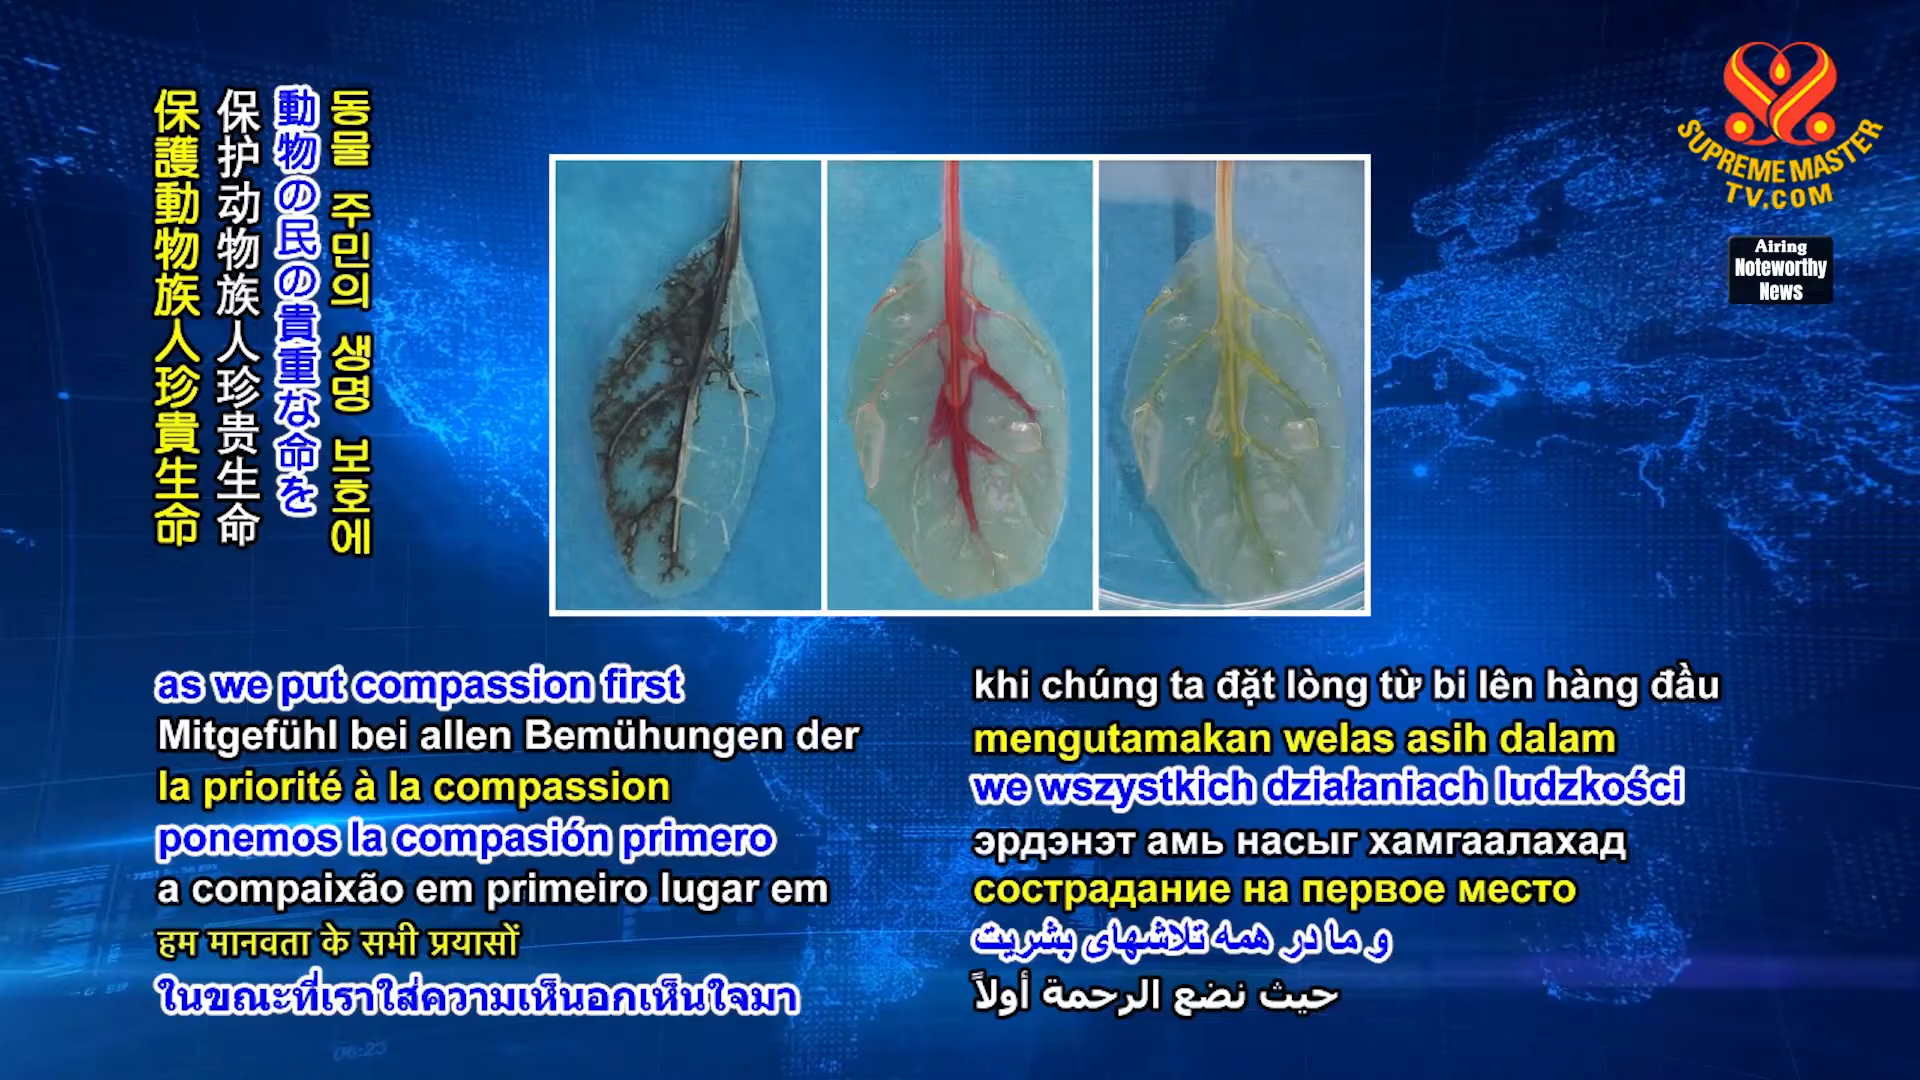 保護動物族人珍貴生命
保护动物族人珍贵生命
動物の民の貴重な命を
동물 주민의 생명 보호에
SUPREME MASTER
TV.COM
Airing
Noteworthy
News
as we put compassion first
Mitgefühl bei allen Bemühungen der
la priorité à la compassion
ponemos la compasión primero
a compaixão em primeiro lugar em
हम मानवता के सभी प्रयासों
ในขณะที่เราใส่ความเห็นอกเห็นใจมา
khi chúng ta đặt lòng từ bi lên hàng đầu
mengutamakan welas asih dalam
we wszystkich działaniach ludzkości
эрдэнэт амь насыг хамгаалахад
сострадание на первое место
و ما در همه تلاشهای بشریت
حيث نضع الرحمة أولاً